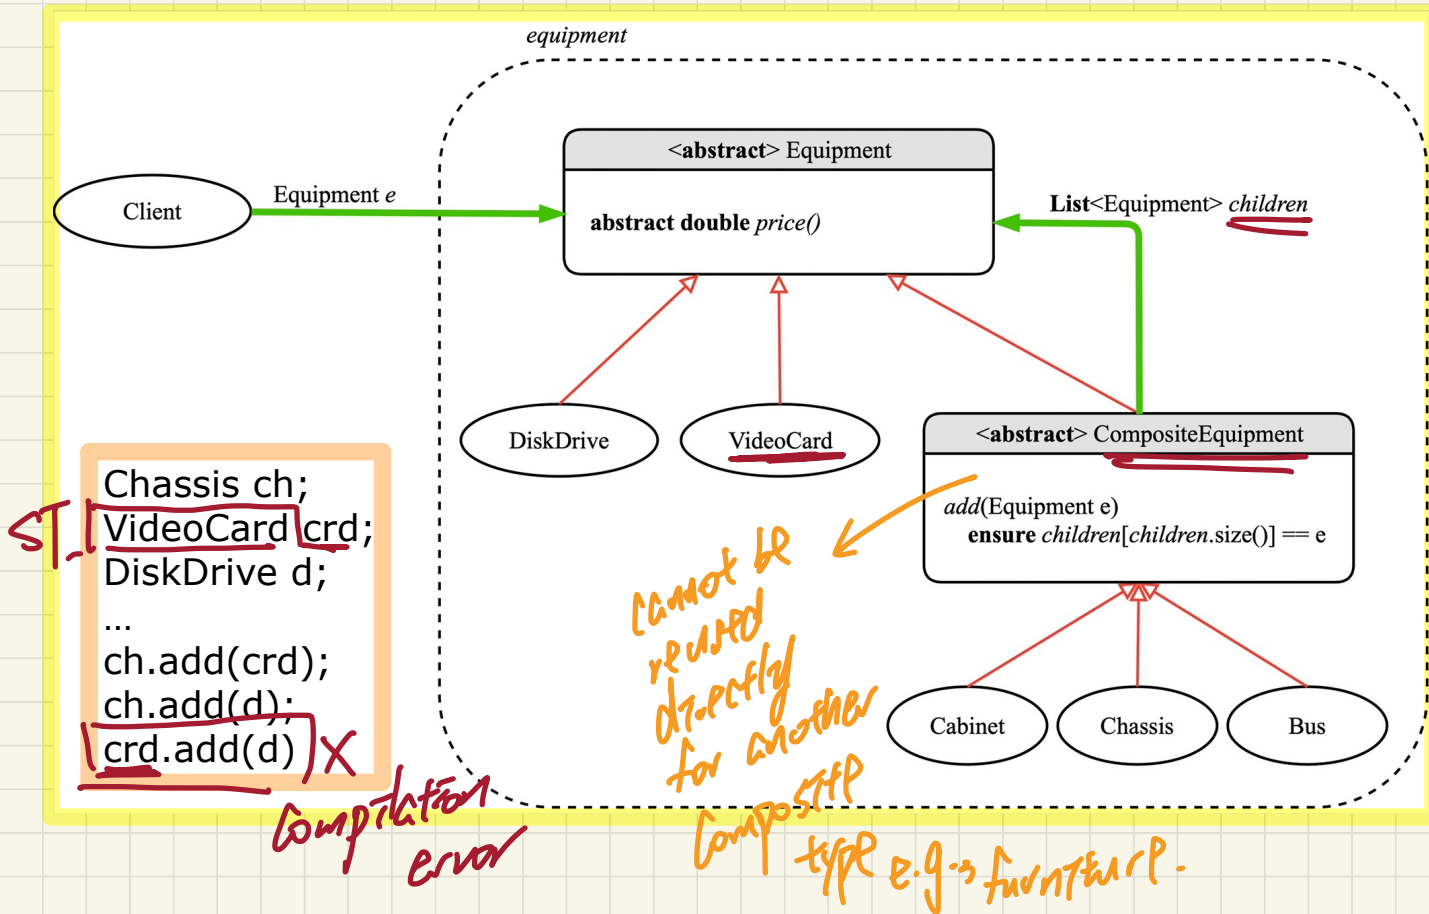 equipment
<abstract> Equipment
abstract double price()
Client
Equipment e
List<Equipment> children
DiskDrive
VideoCard
<abstract> CompositeEquipment
add(Equipment e)
ensure children[children.size()] == e
Cabinet
Chassis
Bus
Chassis ch;
ST
VideoCard crd;
DiskDrive d;
...
ch.add(crd);
ch.add(d);
crd.add(d) X
Compilation
error
cannot be
reused
directly
for another
composite
type e.g., furniture.